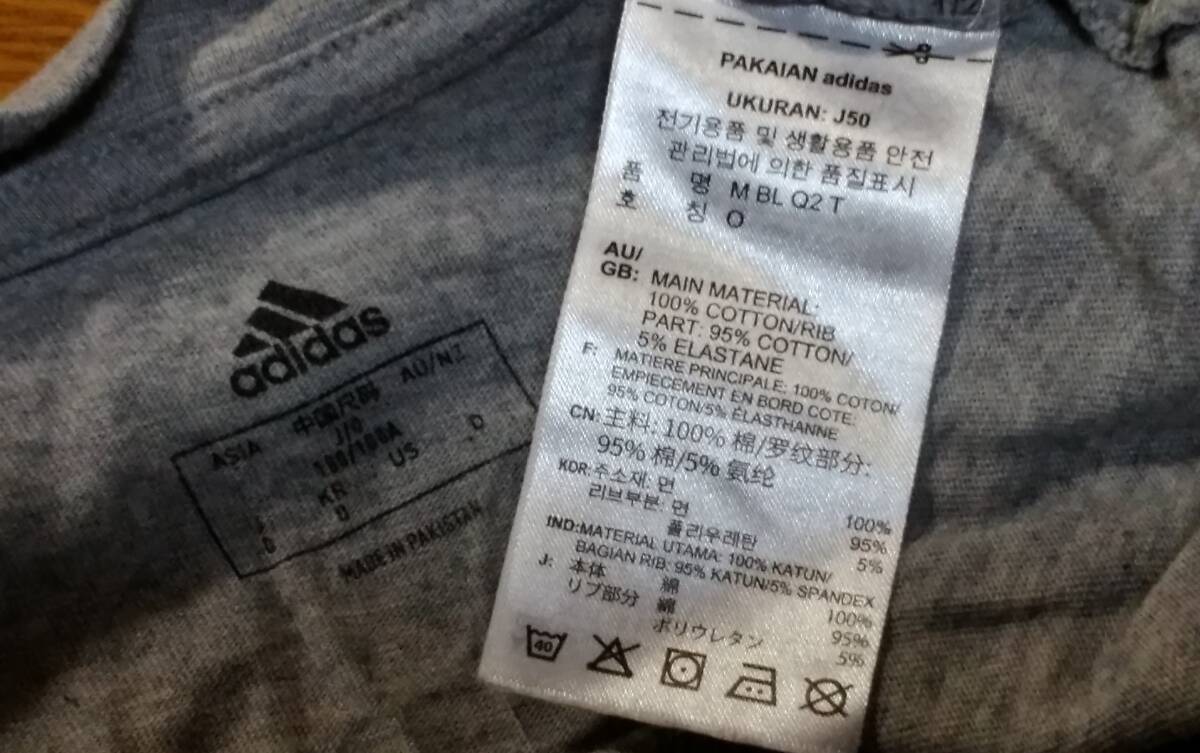 PAKAIAN adidas
UKURAN: J50
전기용품 및 생활용품 안전
관리법에 의한 품질표시
품 명 M BL Q2 T
호 칭 O
AU/
GB: MAIN MATERIAL:
100% COTTON/RIB
PART: 95% COTTON/
5% ELASTANE
F: MATIERE PRINCIPALE: 100% COTON/
EMPIECEMENT EN BORD COTE:
95% COTON/5% ÉLASTHANNE
CN: 主料: 100% 棉/罗纹部分:
95% 棉/5% 氨纶
KOR: 주소재: 면 100%
리브부분: 면 95%
폴리우레탄 5%
IND: MATERIAL UTAMA: 100% KATUN/
BAGIAN RIB: 95% KATUN/5% SPANDEX
J: 本体 綿 100%
リブ部分 綿 95%
ポリウレタン 5%
40
adidas
ASIA 中国尺码 AU/NZ
J/O
KR US
MADE IN PAKISTAN